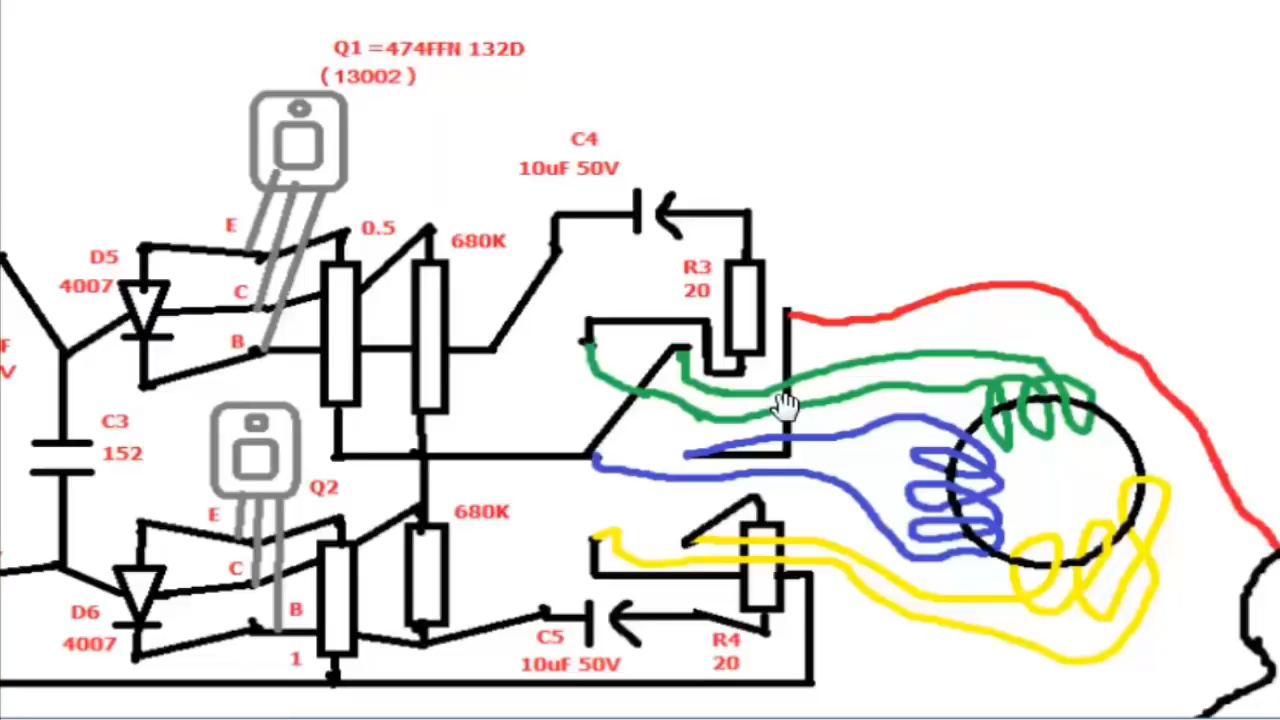 Q1 =474FFN 132D
(13002)
C4
10uF 50V
E
0.5
680K
D5
4007
C
R3
20
B
F
V
C3
152
Q2
E
680K
C
D6
4007
B
1
C5
10uF 50V
R4
20